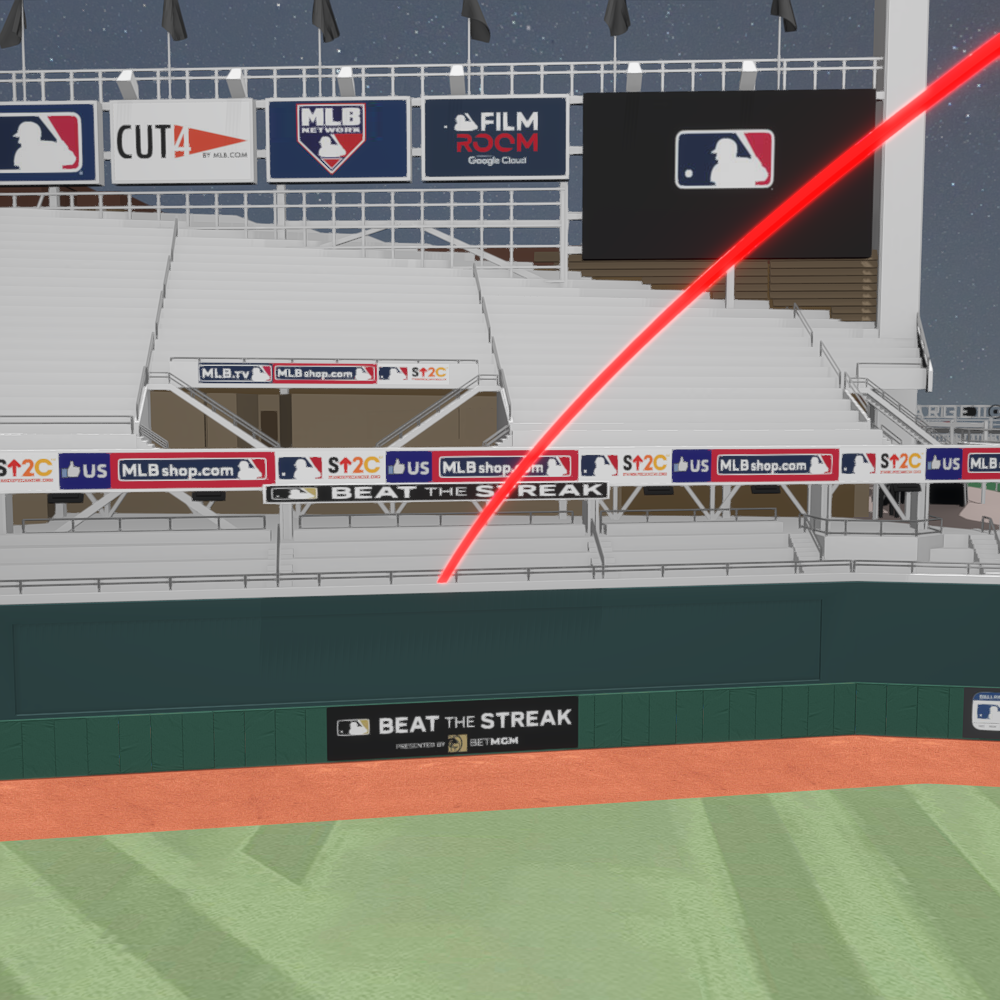 CUT4
BY MLB.COM
MLB
NETWORK
FILM
ROOM
Google Cloud
MLB.TV MLBshop.com S↑2C
S↑2C US MLBshop.com S↑2C US MLBshop.com S↑2C US MLBshop.com S↑2C US MLB
BEAT THE STREAK
BEAT THE STREAK
PRESENTED BY BETMGM